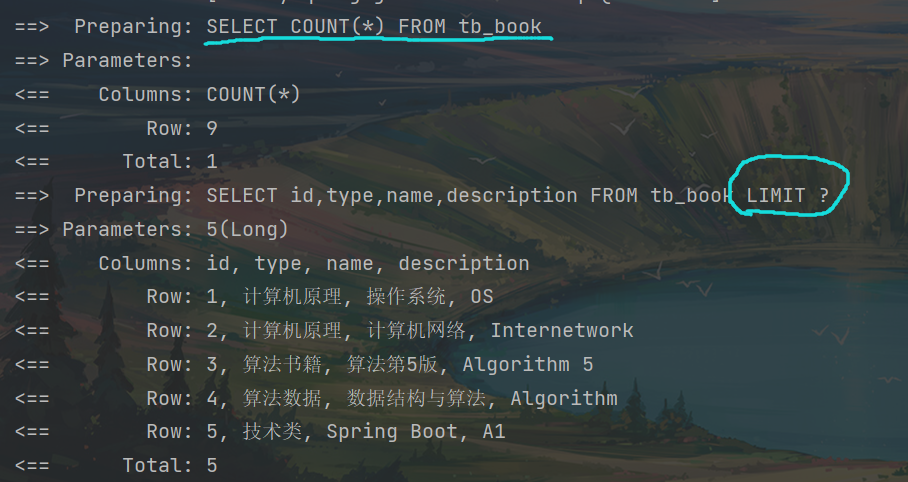 ==>  Preparing: SELECT COUNT(*) FROM tb_book
==> Parameters:
<==    Columns: COUNT(*)
<==        Row: 9
<==      Total: 1
==>  Preparing: SELECT id,type,name,description FROM tb_book LIMIT ?
==> Parameters: 5(Long)
<==    Columns: id, type, name, description
<==        Row: 1, 计算机原理, 操作系统, OS
<==        Row: 2, 计算机原理, 计算机网络, Internetwork
<==        Row: 3, 算法书籍, 算法第5版, Algorithm 5
<==        Row: 4, 算法数据, 数据结构与算法, Algorithm
<==        Row: 5, 技术类, Spring Boot, A1
<==      Total: 5